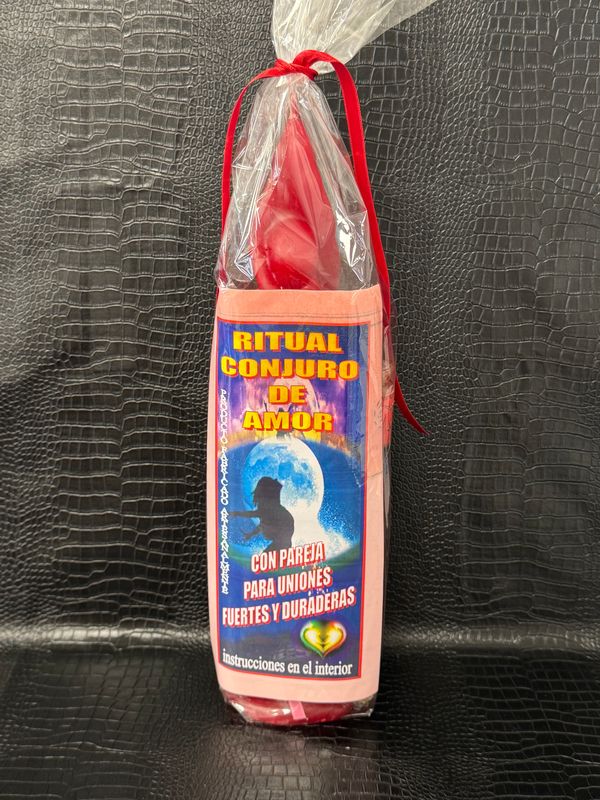 RITUAL
CONJURO
DE
AMOR
CON PAREJA
PARA UNIONES
FUERTES Y DURADERAS
instrucciones en el interior